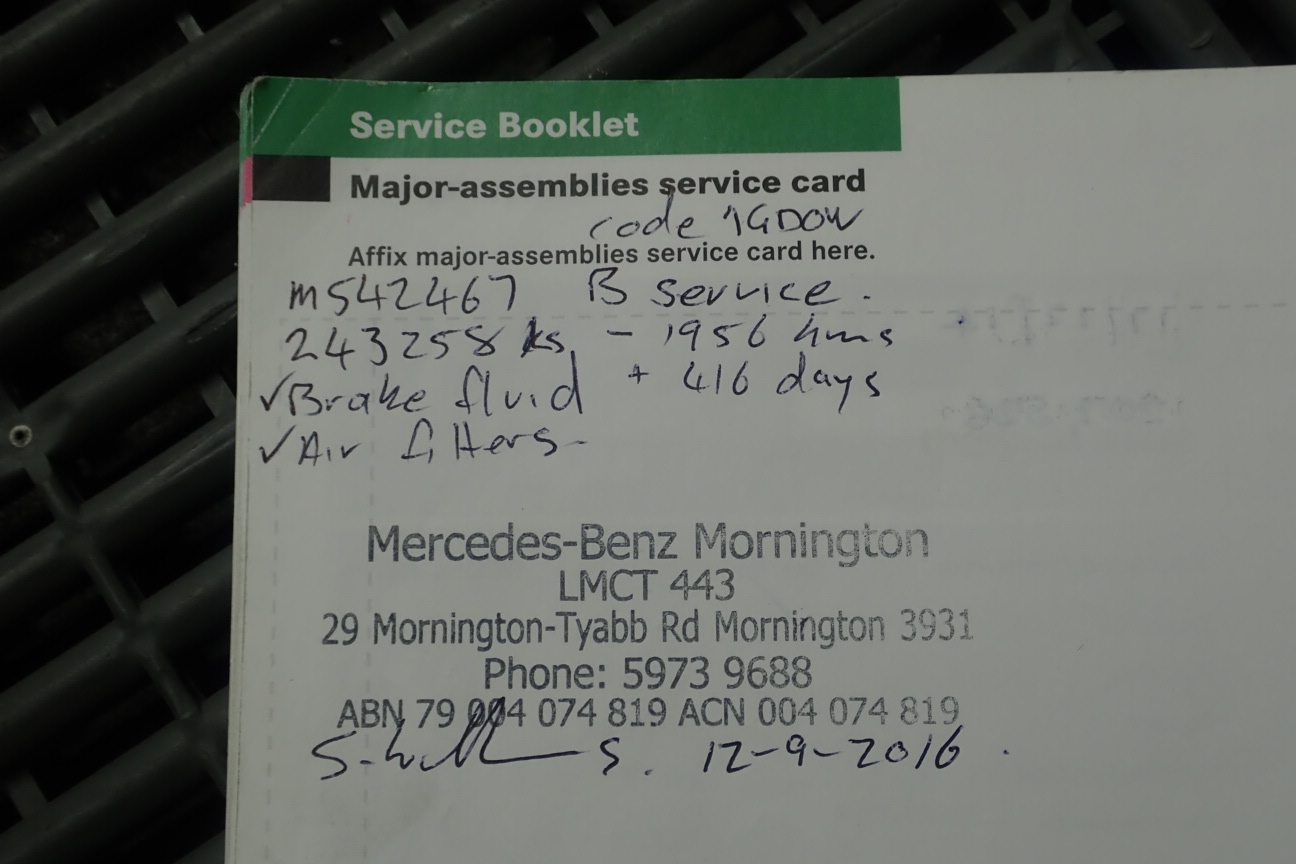 Service Booklet
Major-assemblies service card
code 1GDOW
Affix major-assemblies service card here.
M542467 B service.
243258 ks - 1956 kms
✓Brake fluid + 416 days
✓Air filters-
Mercedes-Benz Mornington
LMCT 443
29 Mornington-Tyabb Rd Mornington 3931
Phone: 5973 9688
ABN 79 004 074 819 ACN 004 074 819
12-9-2016